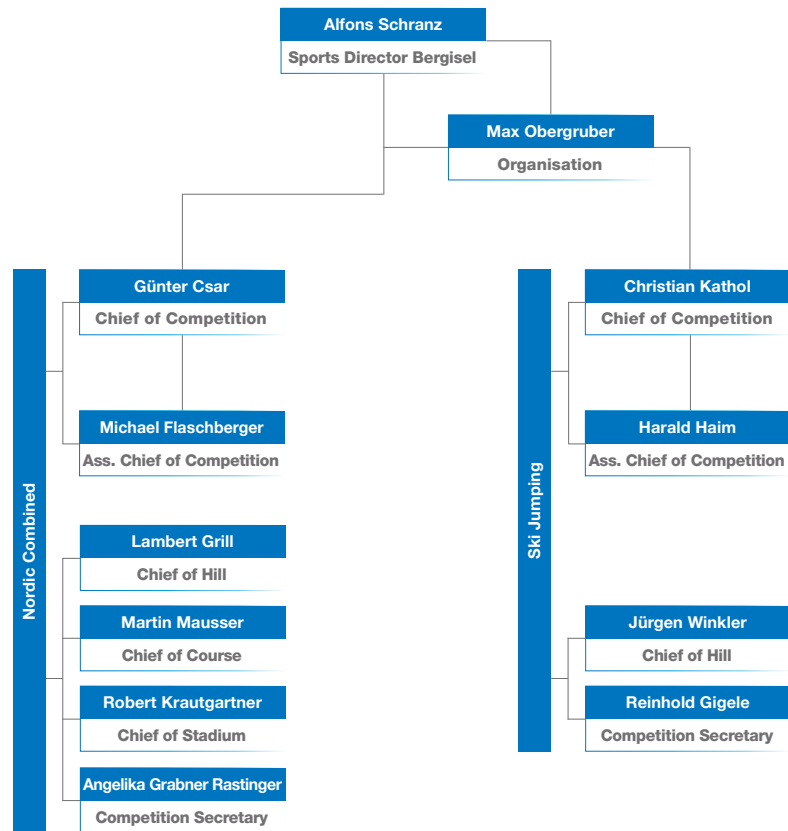 Alfons Schranz
Sports Director Bergisel
Max Obergruber
Organisation
Nordic Combined
Günter Csar
Chief of Competition
Michael Flaschberger
Ass. Chief of Competition
Lambert Grill
Chief of Hill
Martin Mausser
Chief of Course
Robert Krautgartner
Chief of Stadium
Angelika Grabner Rastinger
Competition Secretary
Ski Jumping
Christian Kathol
Chief of Competition
Harald Haim
Ass. Chief of Competition
Jürgen Winkler
Chief of Hill
Reinhold Gigele
Competition Secretary